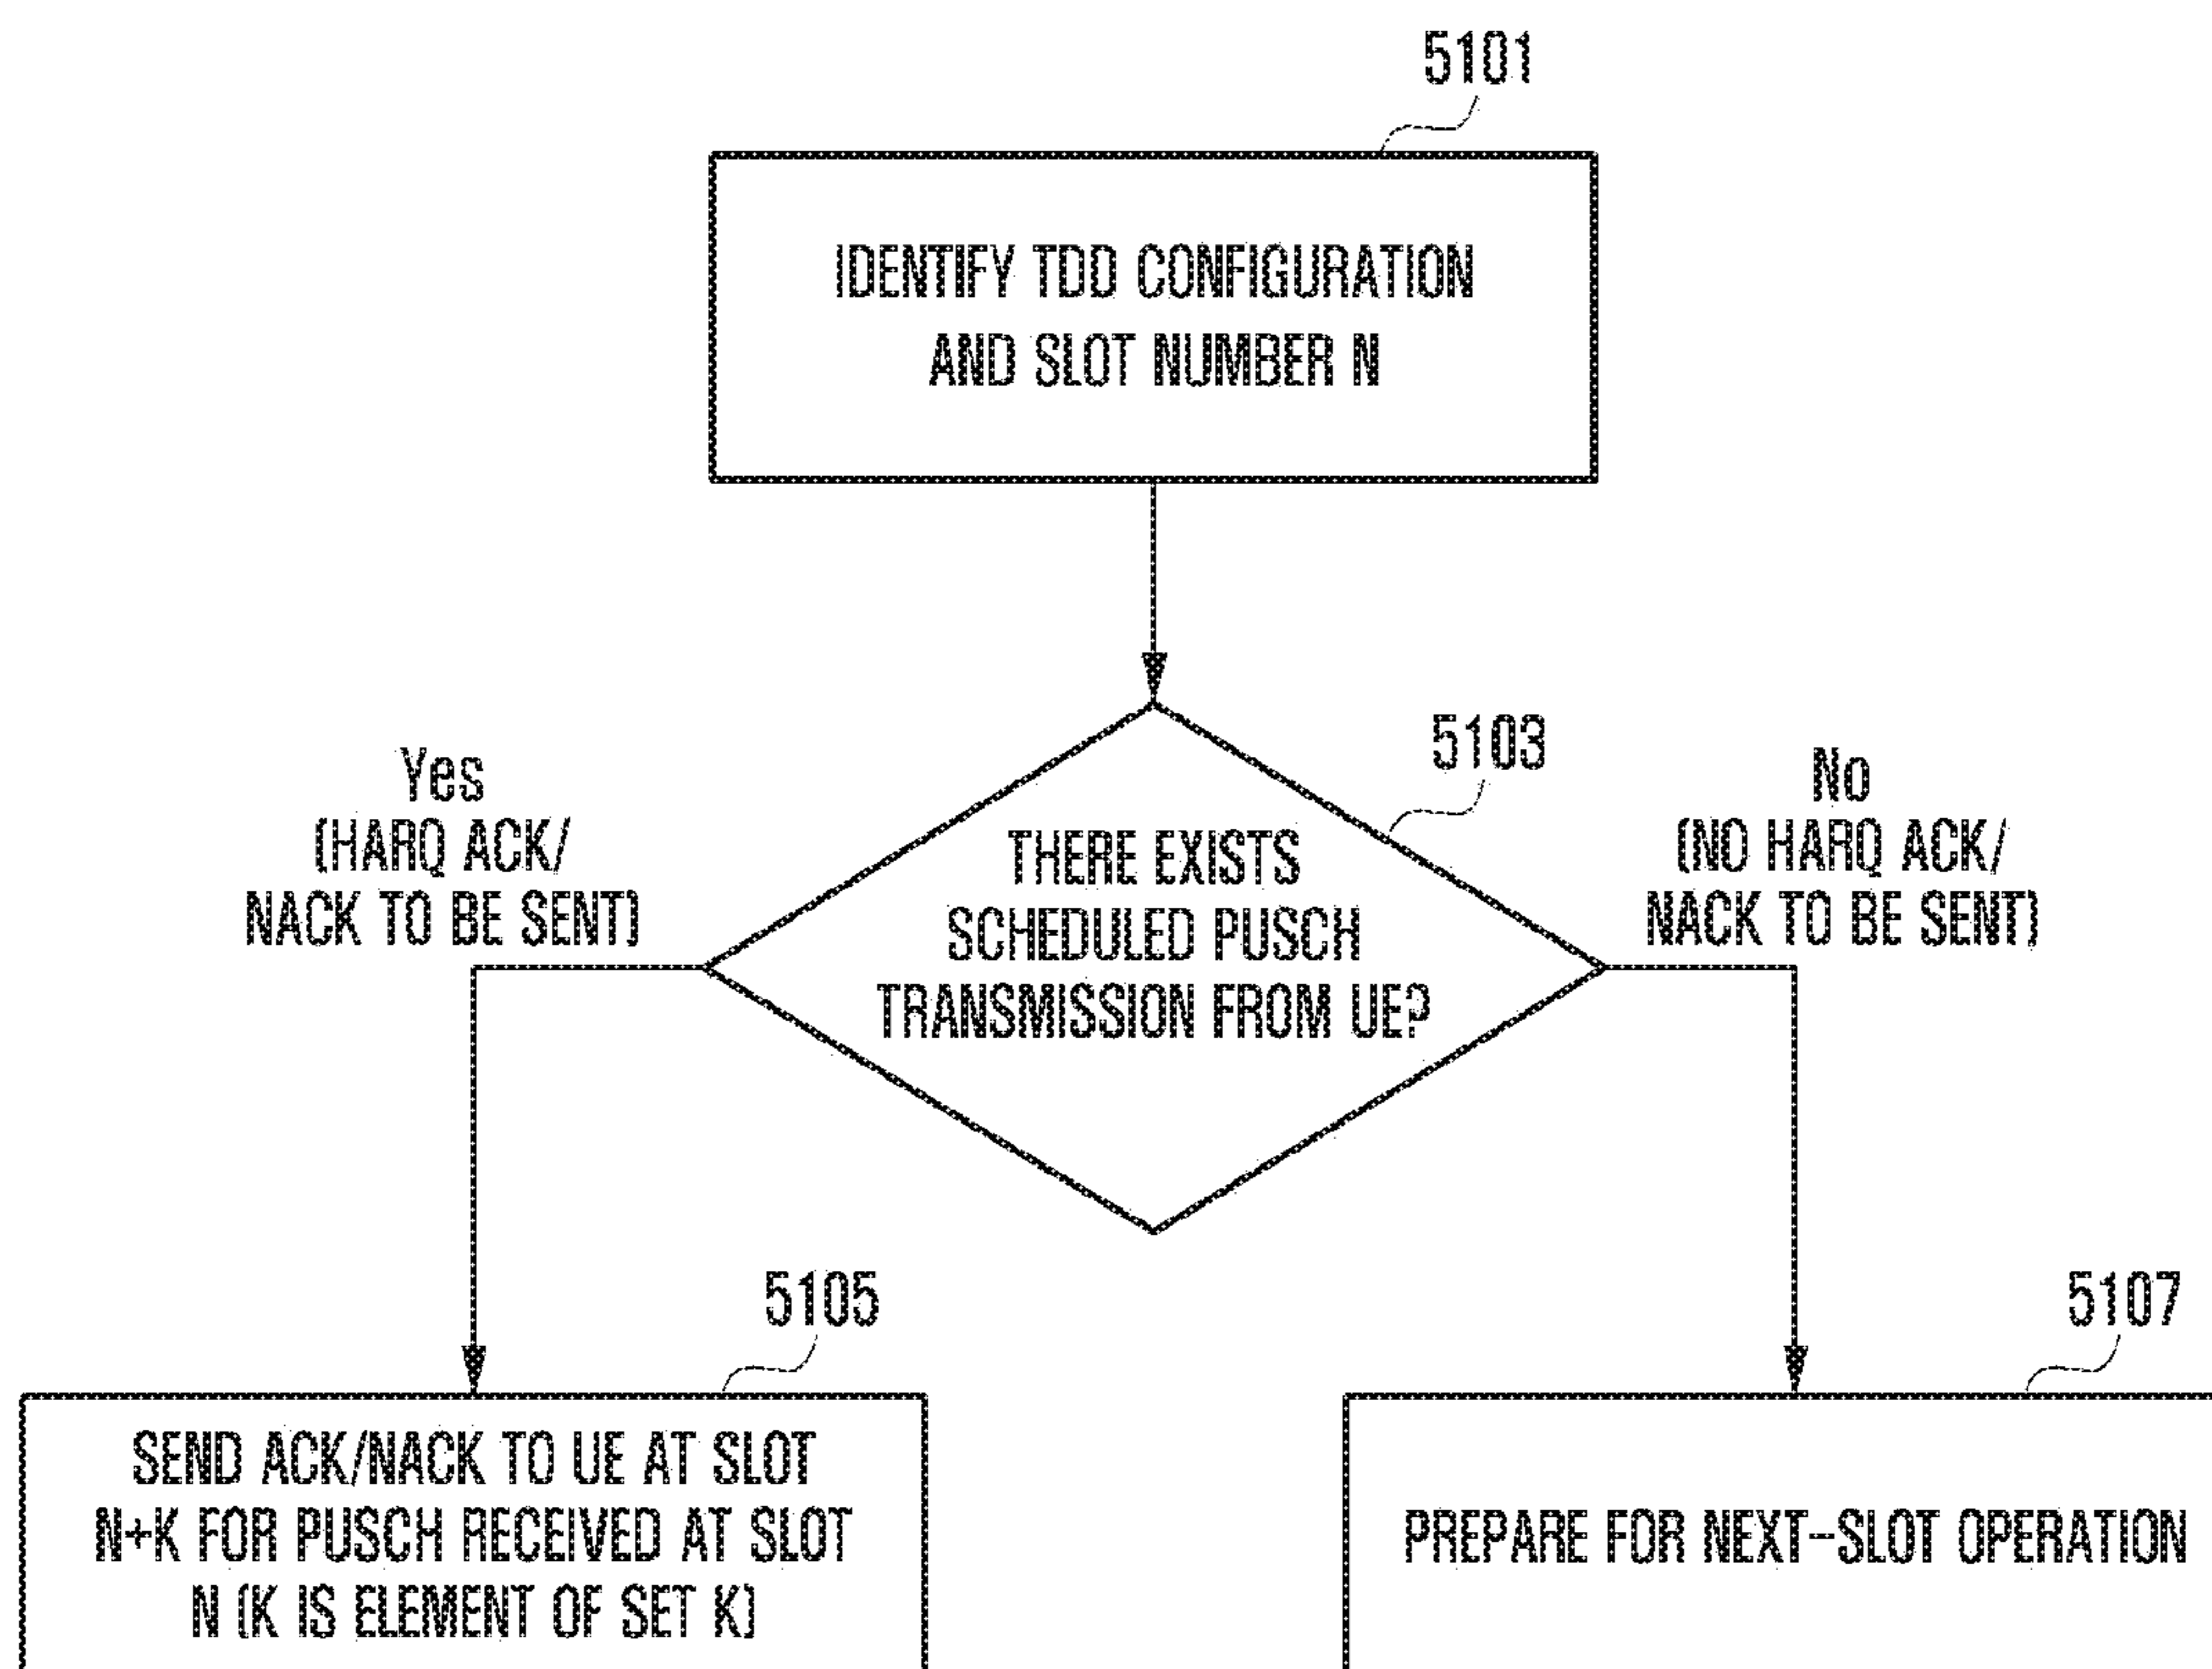 5101
IDENTIFY TDD CONFIGURATION
AND SLOT NUMBER N
5103
Yes
(HARQ ACK/
NACK TO BE SENT)
THERE EXISTS
SCHEDULED PUSCH
TRANSMISSION FROM UE?
No
(NO HARQ ACK/
NACK TO BE SENT)
5105
SEND ACK/NACK TO UE AT SLOT
N+K FOR PUSCH RECEIVED AT SLOT
N (K IS ELEMENT OF SET K)
5107
PREPARE FOR NEXT-SLOT OPERATION